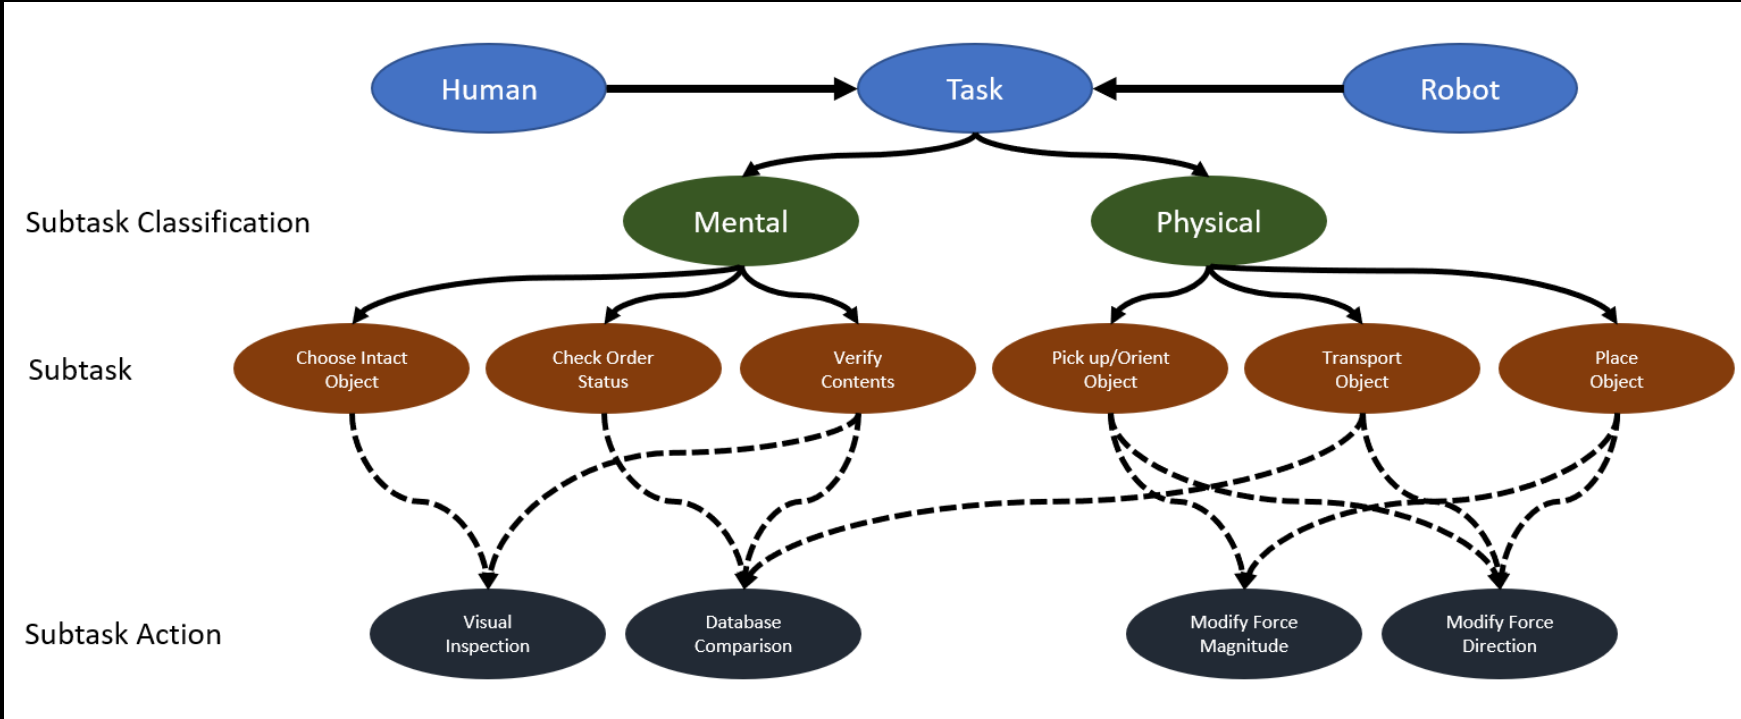 Human
Task
Robot
Subtask Classification
Mental
Physical
Subtask
Choose Intact
Object
Check Order
Status
Verify
Contents
Pick up/Orient
Object
Transport
Object
Place
Object
Subtask Action
Visual
Inspection
Database
Comparison
Modify Force
Magnitude
Modify Force
Direction